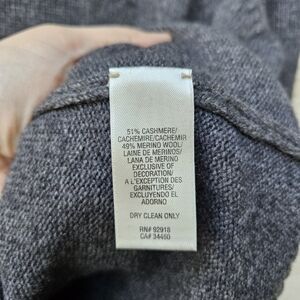 51% CASHMERE/
CACHEMIRE/CACHEMIR
49% MERINO WOOL/
LAINE DE MERINOS/
LANA DE MERINO
EXCLUSIVE OF
DECORATION/
A L'EXCEPTION DES
GARNITURES/
EXCLUYENDO EL
ADORNO
DRY CLEAN ONLY
RN# 92918
CA# 34460